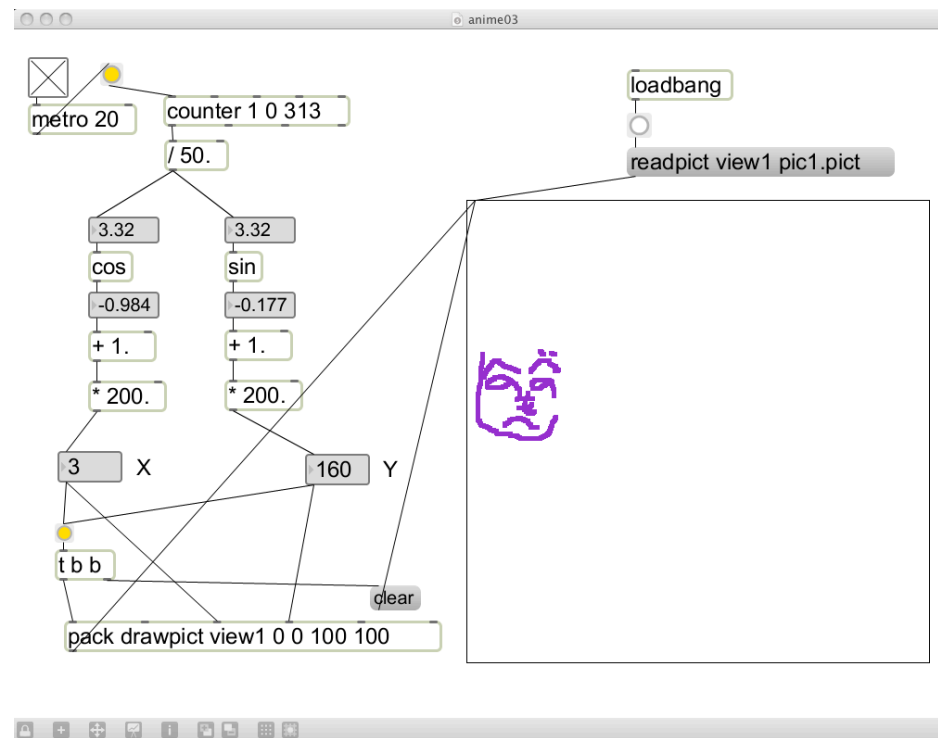 anime03
metro 20
counter 1 0 313
/ 50.
3.32
3.32
cos
sin
-0.984
-0.177
+ 1.
+ 1.
* 200.
* 200.
3
X
160
Y
t b b
clear
pack drawpict view1 0 0 100 100
loadbang
readpict view1 pic1.pict